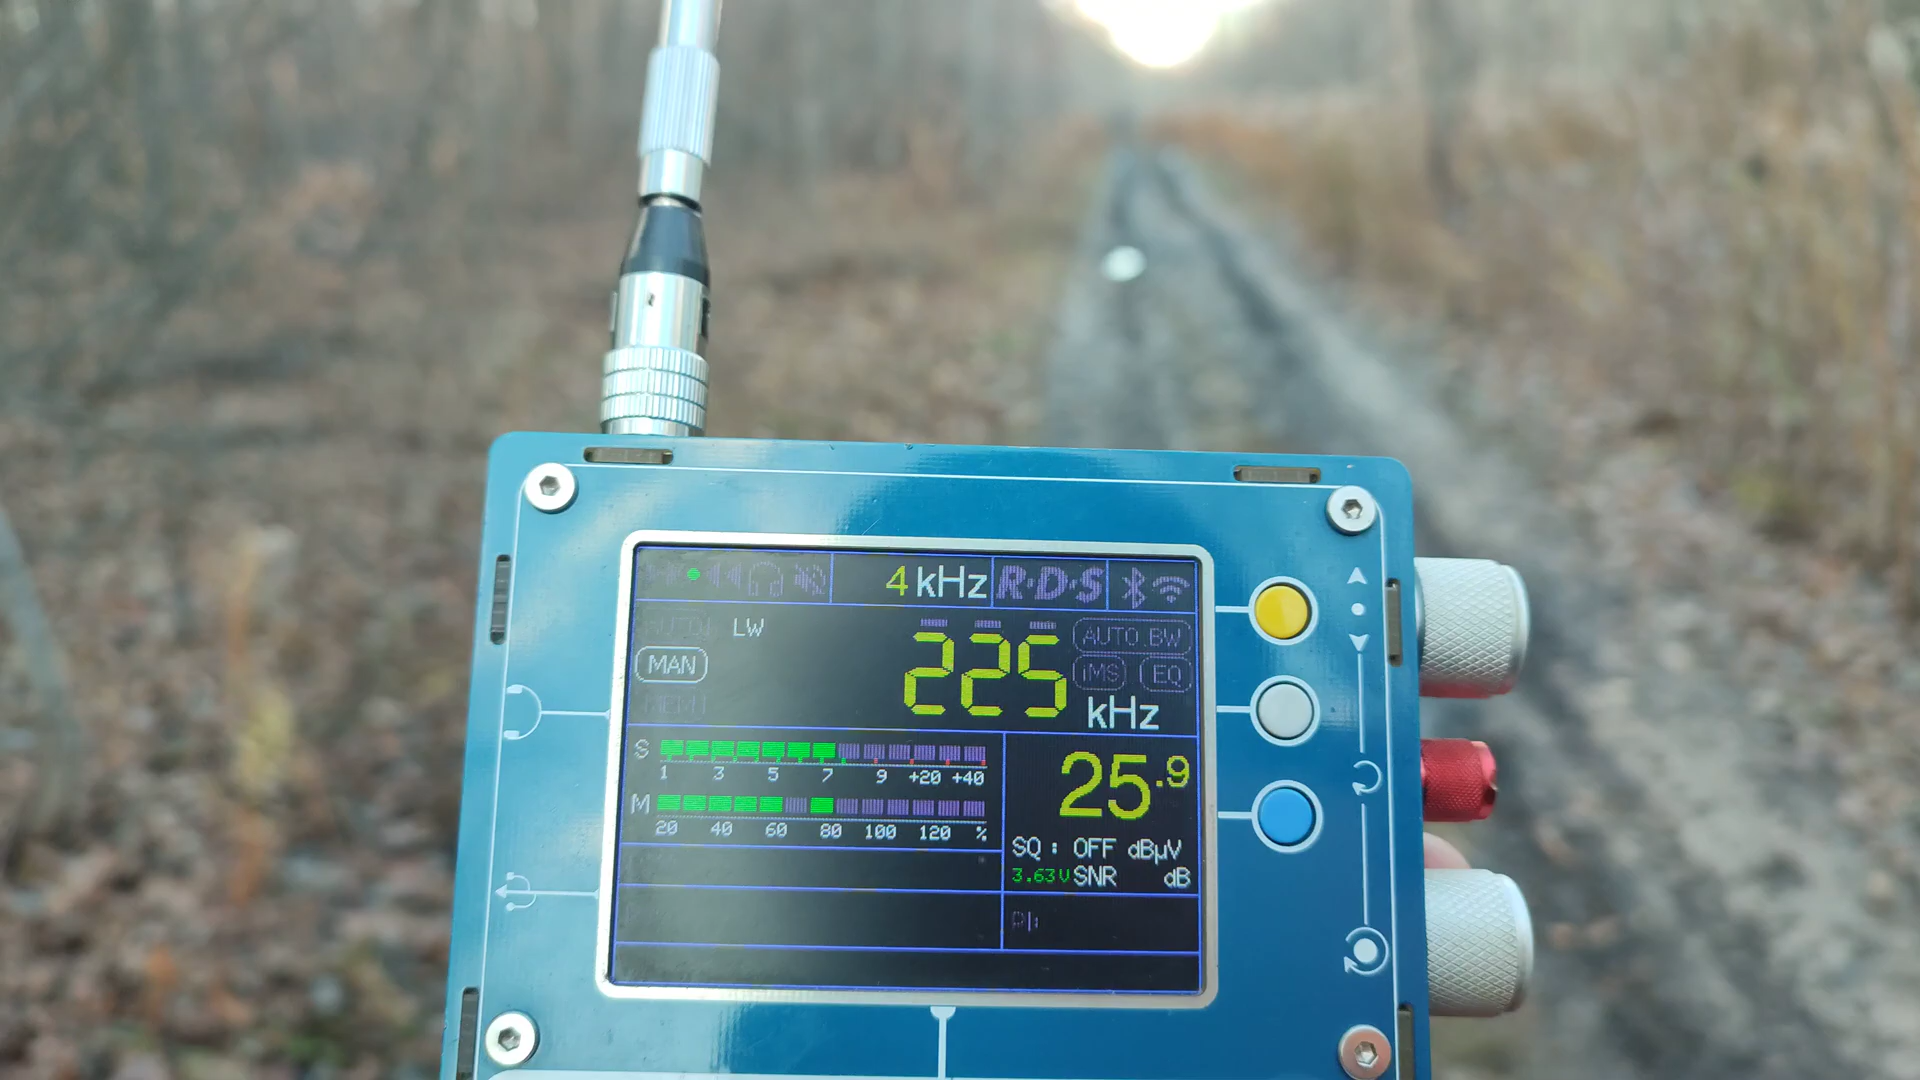 4 kHz R·D·S
AUTO LW 225 kHz AUTO BW
MAN iMS EQ
MEM
S
1 3 5 7 9 +20 +40
M
20 40 60 80 100 120 %
25.9
SQ : OFF dBµV
3.63V SNR dB
PI: